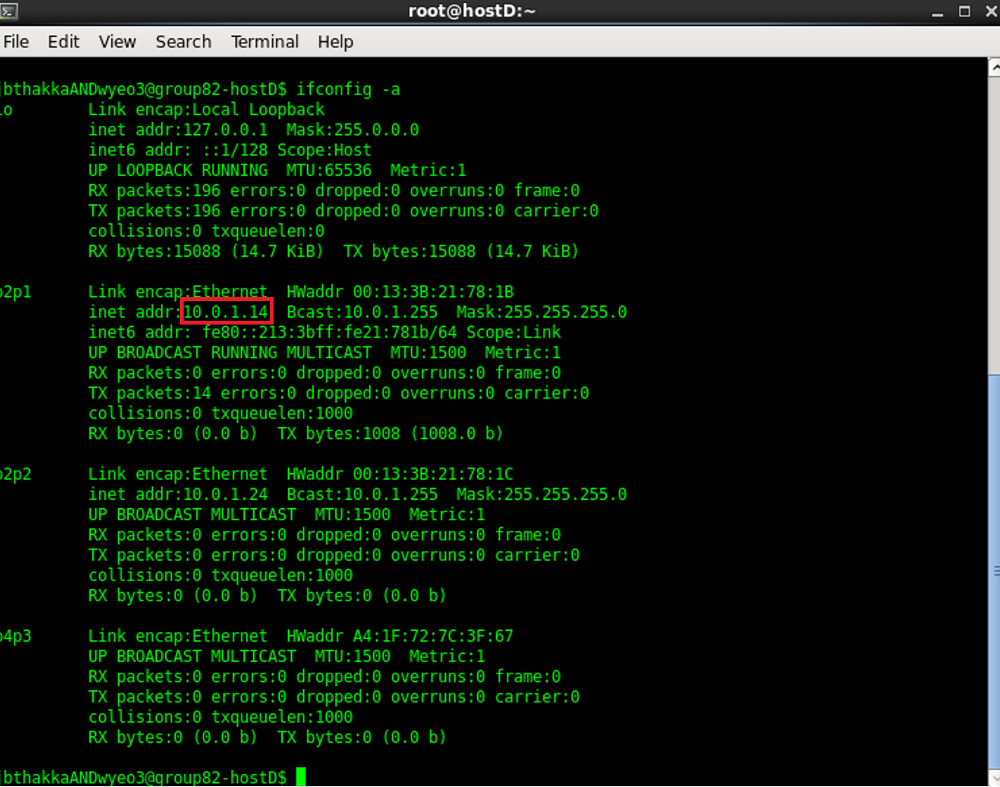 root@hostD:~
File Edit View Search Terminal Help
jbthakkaANDwyeo3@group82-hostD$ ifconfig -a
lo Link encap:Local Loopback
inet addr:127.0.0.1 Mask:255.0.0.0
inet6 addr: ::1/128 Scope:Host
UP LOOPBACK RUNNING MTU:65536 Metric:1
RX packets:196 errors:0 dropped:0 overruns:0 frame:0
TX packets:196 errors:0 dropped:0 overruns:0 carrier:0
collisions:0 txqueuelen:0
RX bytes:15088 (14.7 KiB) TX bytes:15088 (14.7 KiB)
p2p1 Link encap:Ethernet HWaddr 00:13:3B:21:78:1B
inet addr:10.0.1.14 Bcast:10.0.1.255 Mask:255.255.255.0
inet6 addr: fe80::213:3bff:fe21:781b/64 Scope:Link
UP BROADCAST RUNNING MULTICAST MTU:1500 Metric:1
RX packets:0 errors:0 dropped:0 overruns:0 frame:0
TX packets:14 errors:0 dropped:0 overruns:0 carrier:0
collisions:0 txqueuelen:1000
RX bytes:0 (0.0 b) TX bytes:1008 (1008.0 b)
p2p2 Link encap:Ethernet HWaddr 00:13:3B:21:78:1C
inet addr:10.0.1.24 Bcast:10.0.1.255 Mask:255.255.255.0
UP BROADCAST MULTICAST MTU:1500 Metric:1
RX packets:0 errors:0 dropped:0 overruns:0 frame:0
TX packets:0 errors:0 dropped:0 overruns:0 carrier:0
collisions:0 txqueuelen:1000
RX bytes:0 (0.0 b) TX bytes:0 (0.0 b)
p4p3 Link encap:Ethernet HWaddr A4:1F:72:7C:3F:67
UP BROADCAST MULTICAST MTU:1500 Metric:1
RX packets:0 errors:0 dropped:0 overruns:0 frame:0
TX packets:0 errors:0 dropped:0 overruns:0 carrier:0
collisions:0 txqueuelen:1000
RX bytes:0 (0.0 b) TX bytes:0 (0.0 b)
jbthakkaANDwyeo3@group82-hostD$